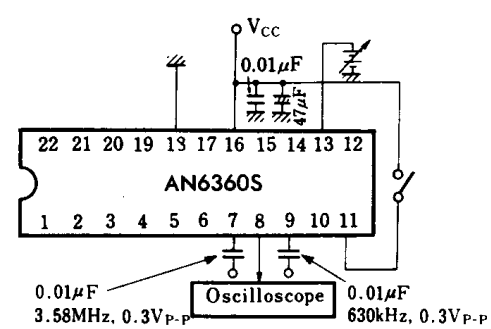 VCC
0.01μF
47μF
22 21 20 19 13 17 16 15 14 13 12
AN6360S
1 2 3 4 5 6 7 8 9 10 11
0.01μF
3.58MHz, 0.3VP-P
Oscilloscope
0.01μF
630kHz, 0.3VP-P